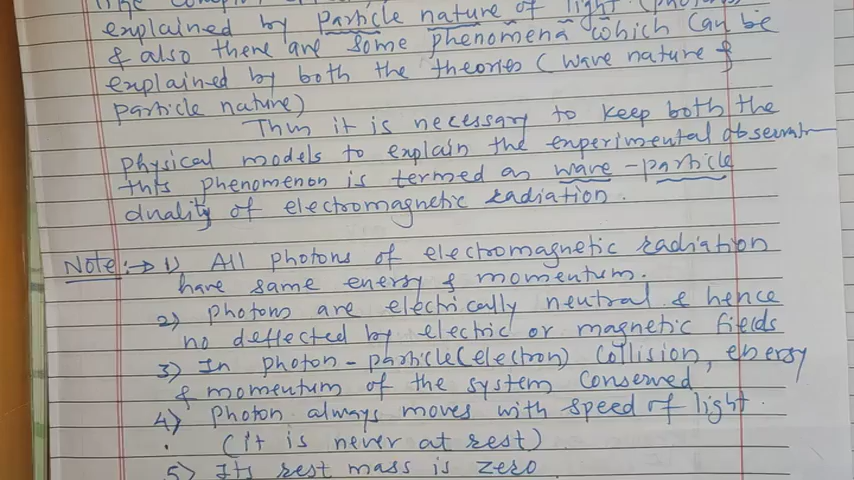 explained by particle nature of light
& also there are some phenomena which can be
explained by both the theories (wave nature &
particle nature)
Thus it is necessary to keep both the
physical models to explain the experimental observatn
this phenomenon is termed as wave-particle
duality of electromagnetic radiation.
Note:→ 1) All photons of electromagnetic radiation
have same energy & momentum.
2) photons are electrically neutral & hence
no deflected by electric or magnetic fields
3) In photon-particle(electron) collision, energy
& momentum of the system conserved
4) photon always moves with speed of light.
(it is never at rest)
5) Its rest mass is zero